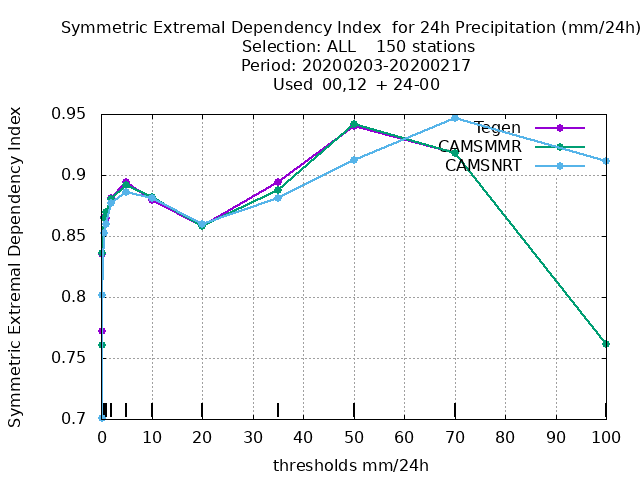 Symmetric Extremal Dependency Index  for 24h Precipitation (mm/24h)
Selection: ALL    150 stations
Period: 20200203-20200217
Used  00,12  + 24-00
Symmetric Extremal Dependency Index
0.95
0.9
0.85
0.8
0.75
0.7
Tegen
CAMSMMR
CAMSNRT
0 10 20 30 40 50 60 70 80 90 100
thresholds mm/24h